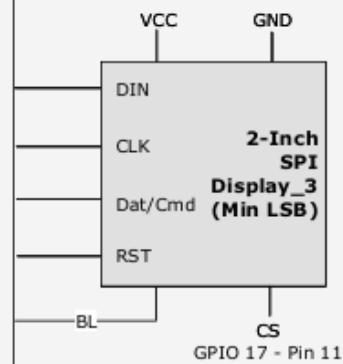 VCC
GND
DIN
CLK
Dat/Cmd
RST
2-Inch
SPI
Display_3
(Min LSB)
BL
CS
GPIO 17 - Pin 11